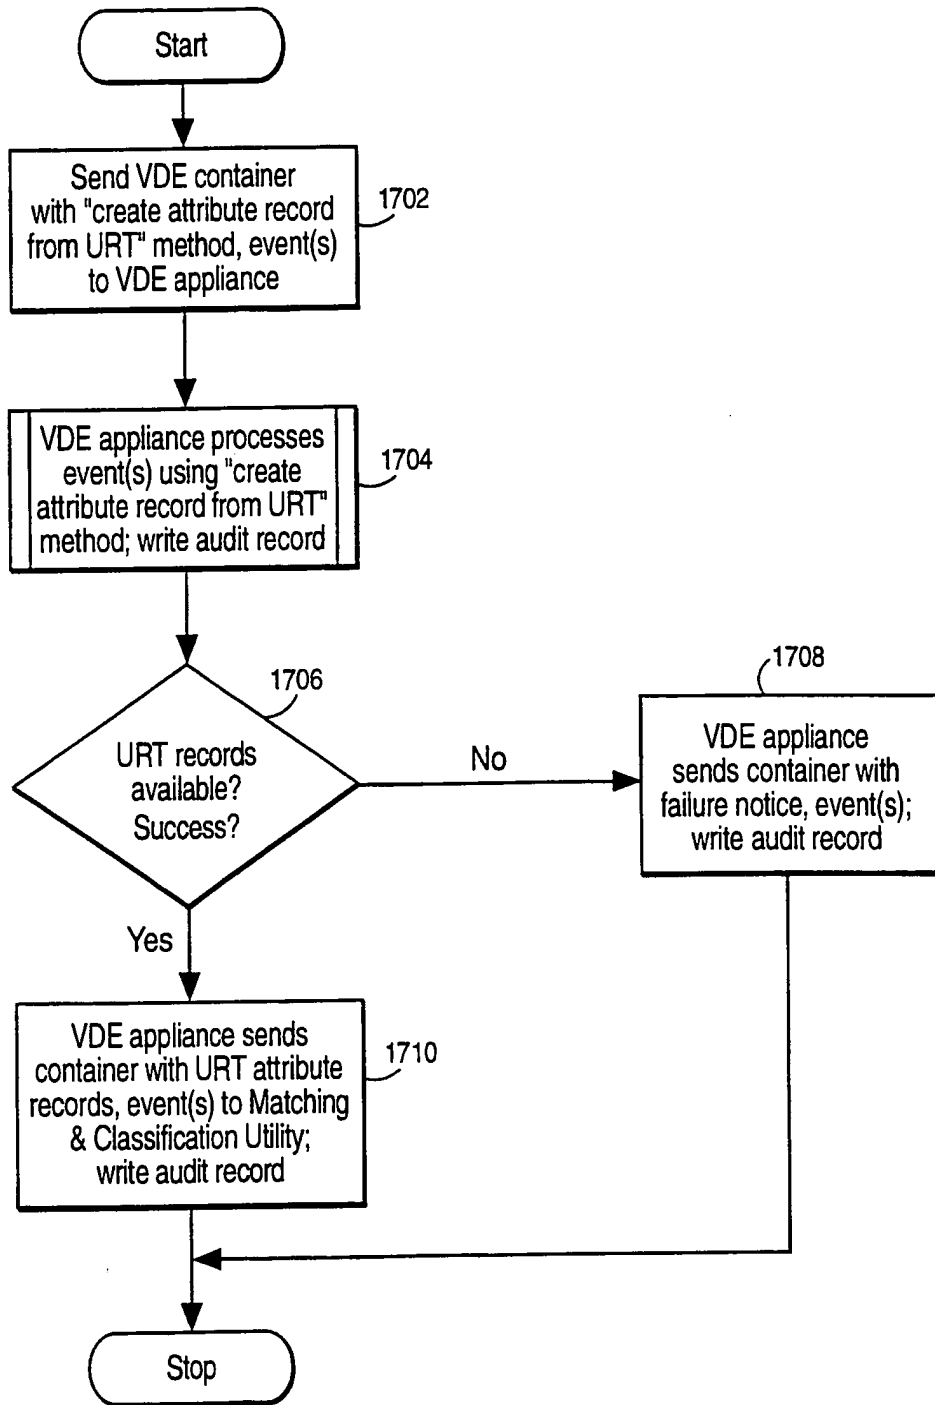 Start
Send VDE container
with "create attribute record
from URT" method, event(s)
to VDE appliance
1702
VDE appliance processes
event(s) using "create
attribute record from URT"
method; write audit record
1704
1706
URT records
available?
Success?
No
1708
VDE appliance
sends container with
failure notice, event(s);
write audit record
Yes
VDE appliance sends
container with URT attribute
records, event(s) to Matching
& Classification Utility;
write audit record
1710
Stop